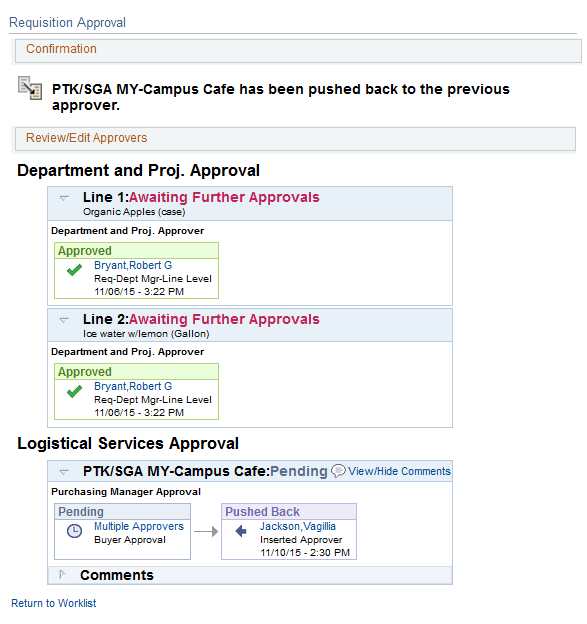 Requisition Approval
Confirmation
PTK/SGA MY-Campus Cafe has been pushed back to the previous
approver.
Review/Edit Approvers
Department and Proj. Approval
Line 1:Awaiting Further Approvals
Organic Apples (case)
Department and Proj. Approver
Approved
Bryant,Robert G
Req-Dept Mgr-Line Level
11/06/15 - 3:22 PM
Line 2:Awaiting Further Approvals
Ice water w/lemon (Gallon)
Department and Proj. Approver
Approved
Bryant,Robert G
Req-Dept Mgr-Line Level
11/06/15 - 3:22 PM
Logistical Services Approval
PTK/SGA MY-Campus Cafe:Pending View/Hide Comments
Purchasing Manager Approval
Pending
Multiple Approvers
Buyer Approval
Pushed Back
Jackson,Vagillia
Inserted Approver
11/10/15 - 2:30 PM
Comments
Return to Worklist